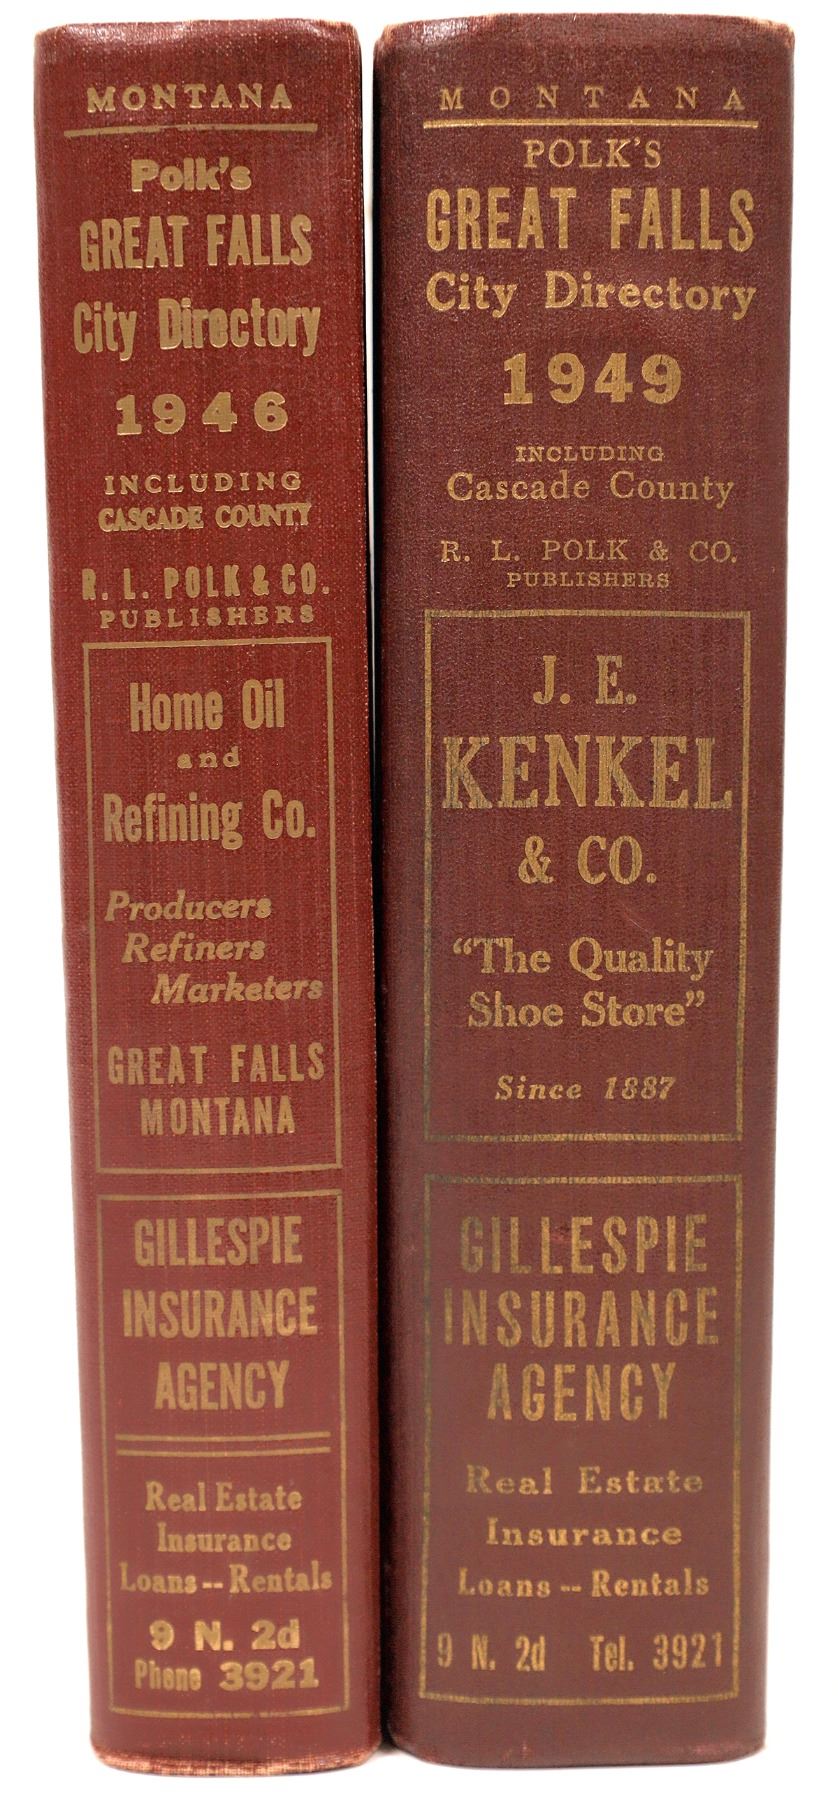 MONTANA
Polk's
GREAT FALLS
City Directory
1946
INCLUDING
CASCADE COUNTY
R. L. POLK & CO.
PUBLISHERS
Home Oil
and
Refining Co.
Producers
Refiners
Marketers
GREAT FALLS
MONTANA
GILLESPIE
INSURANCE
AGENCY
Real Estate
Insurance
Loans -- Rentals
9 N. 2d
Phone 3921
MONTANA
POLK'S
GREAT FALLS
City Directory
1949
INCLUDING
Cascade County
R. L. POLK & CO.
PUBLISHERS
J. E.
KENKEL
& CO.
“The Quality
Shoe Store”
Since 1887
GILLESPIE
INSURANCE
AGENCY
Real Estate
Insurance
Loans -- Rentals
9 N. 2d Tel. 3921